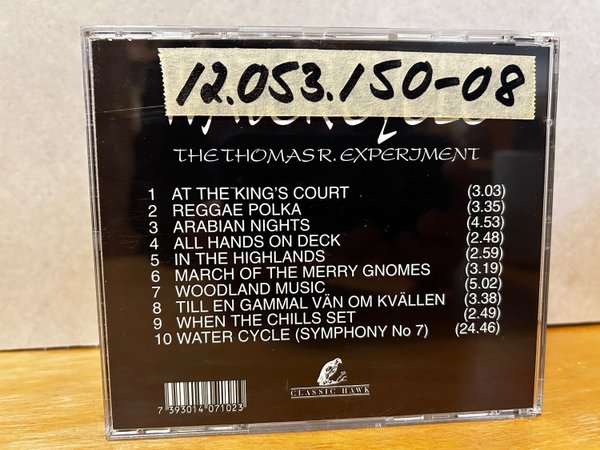 12.053.150-08
THE THOMAS R. EXPERIMENT
1 AT THE KING'S COURT (3.03)
2 REGGAE POLKA (3.35)
3 ARABIAN NIGHTS (4.53)
4 ALL HANDS ON DECK (2.48)
5 IN THE HIGHLANDS (2.59)
6 MARCH OF THE MERRY GNOMES (3.19)
7 WOODLAND MUSIC (5.02)
8 TILL EN GAMMAL VÄN OM KVÄLLEN (3.38)
9 WHEN THE CHILLS SET (2.49)
10 WATER CYCLE (SYMPHONY No 7) (24.46)
CLASSIC HAWK
7 393014 071023